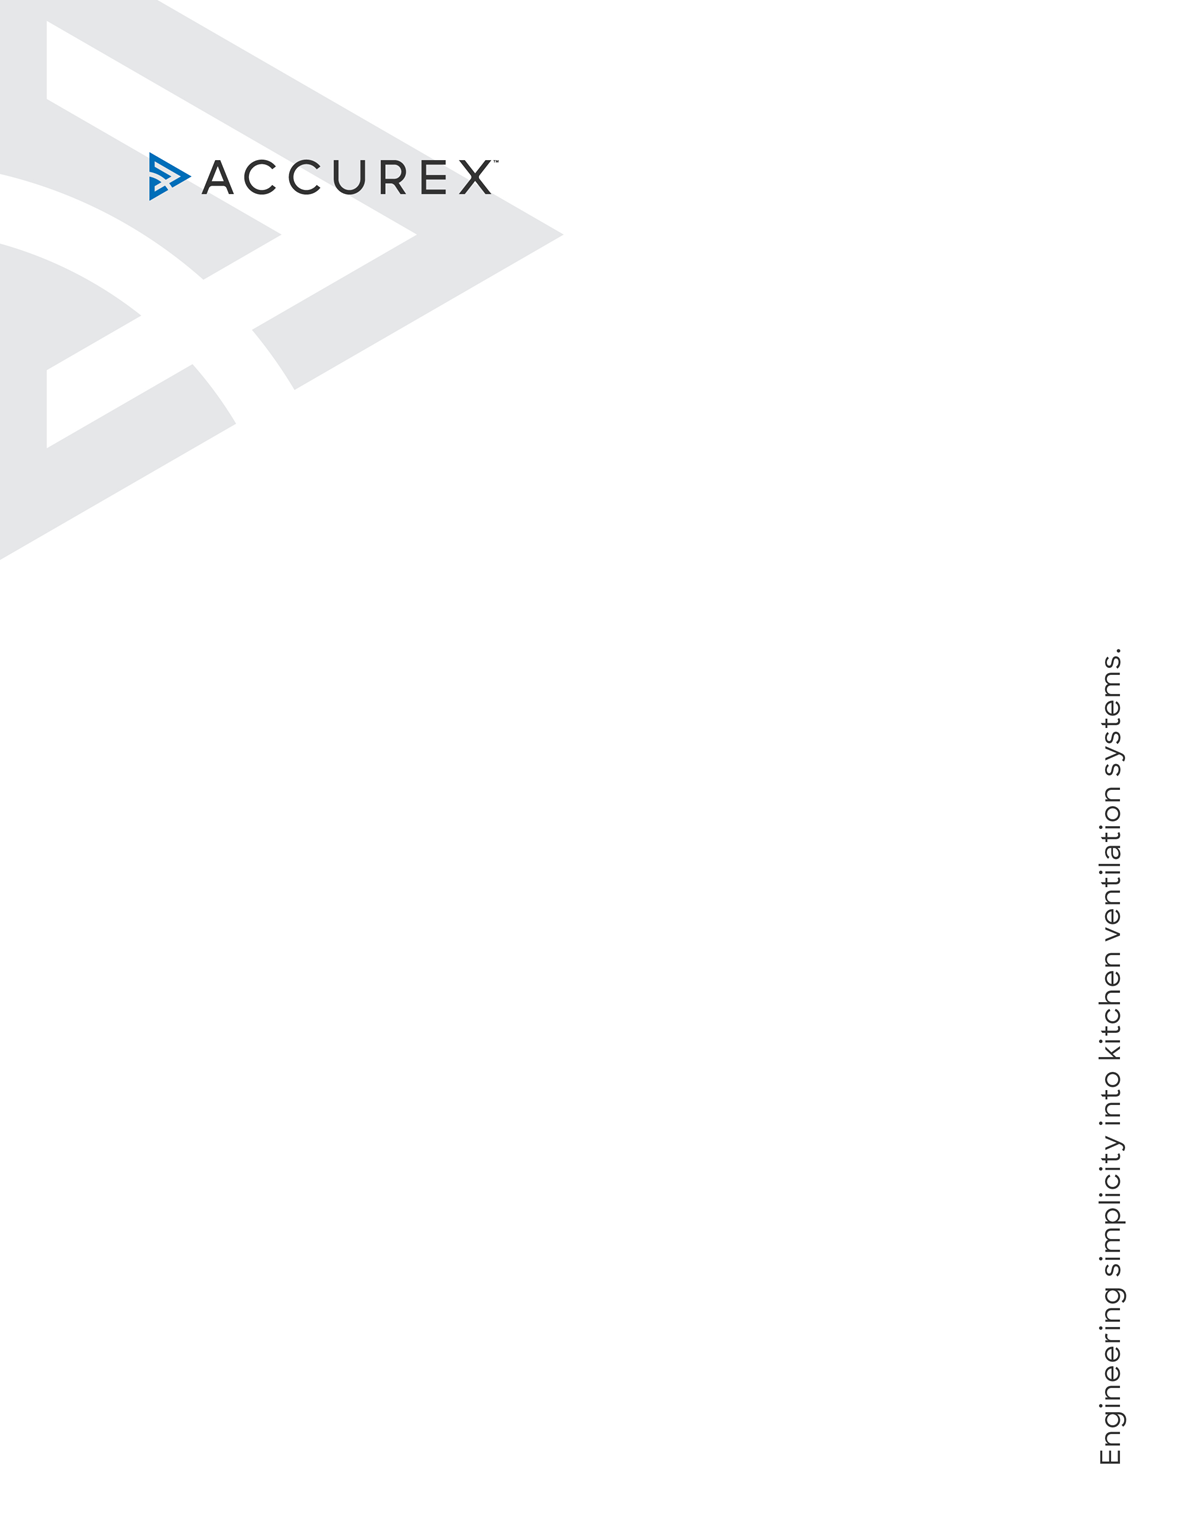 ACCUREX™
Engineering simplicity into kitchen ventilation systems.